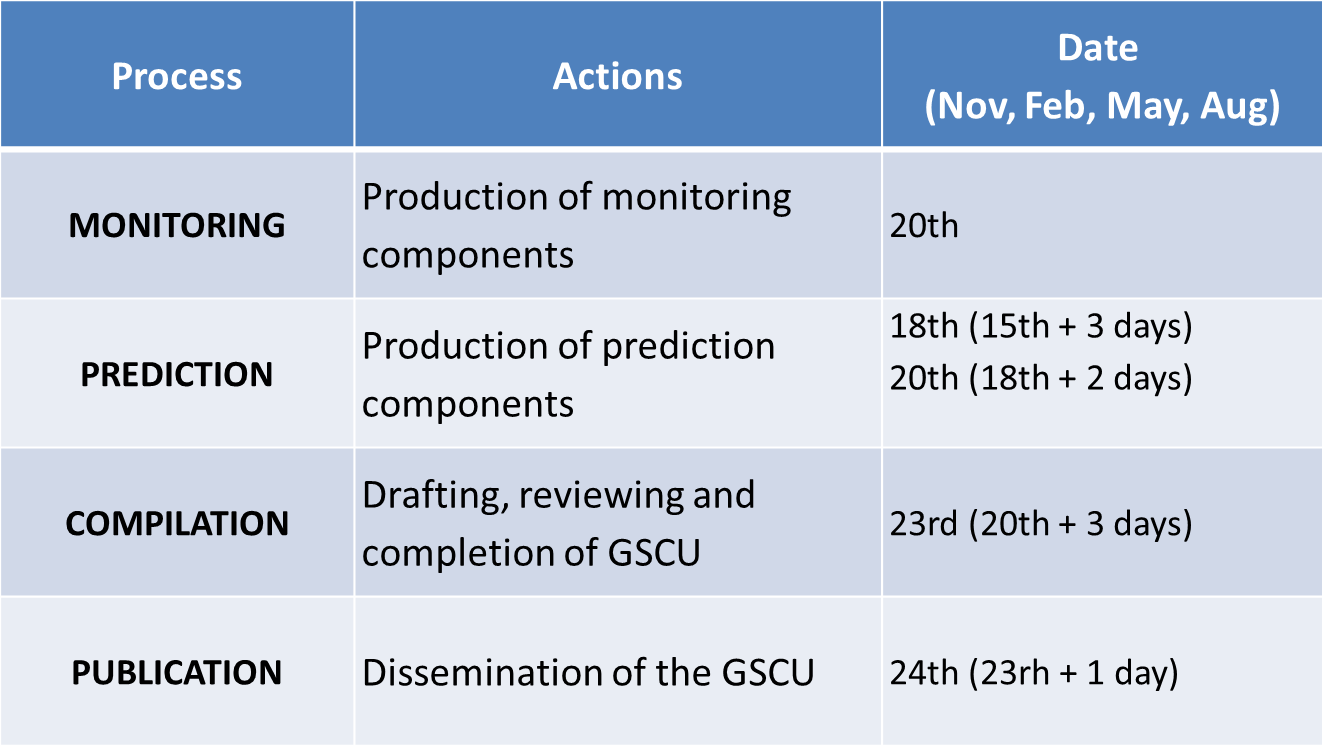 Process
Actions
Date
(Nov, Feb, May, Aug)
MONITORING
Production of monitoring
components
20th
PREDICTION
Production of prediction
components
18th (15th + 3 days)
20th (18th + 2 days)
COMPILATION
Drafting, reviewing and
completion of GSCU
23rd (20th + 3 days)
PUBLICATION
Dissemination of the GSCU
24th (23rh + 1 day)